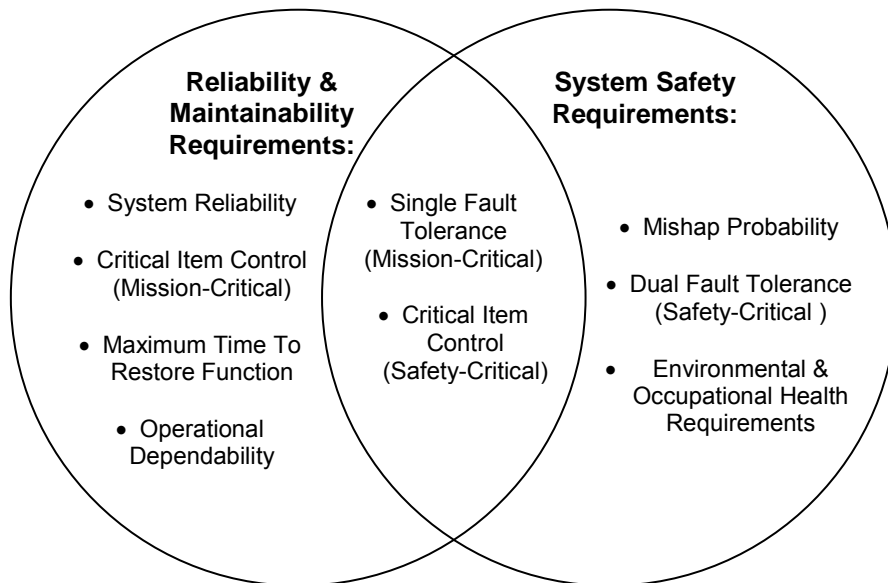 Reliability &
Maintainability
Requirements:
• System Reliability
• Critical Item Control
(Mission-Critical)
• Maximum Time To
Restore Function
• Operational
Dependability
• Single Fault
Tolerance
(Mission-Critical)
• Critical Item
Control
(Safety-Critical)
System Safety
Requirements:
• Mishap Probability
• Dual Fault Tolerance
(Safety-Critical )
• Environmental &
Occupational Health
Requirements